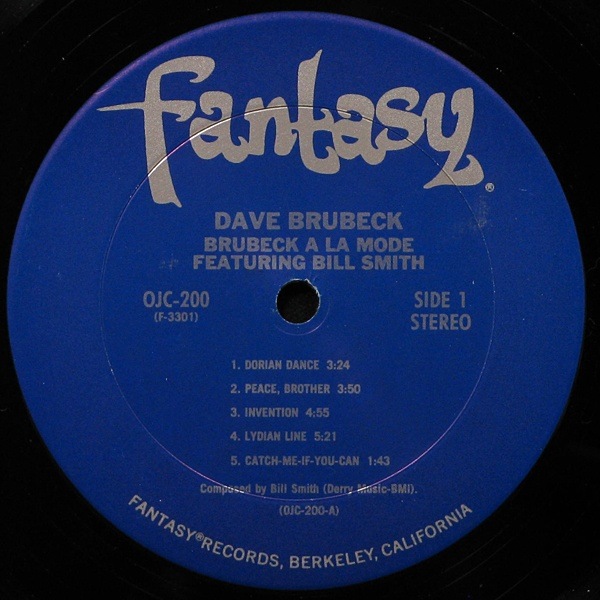 fantasy®
DAVE BRUBECK
BRUBECK A LA MODE
FEATURING BILL SMITH
OJC-200
(F-3301)
SIDE 1
STEREO
1. DORIAN DANCE 3:24
2. PEACE, BROTHER 3:50
3. INVENTION 4:55
4. LYDIAN LINE 5:21
5. CATCH-ME-IF-YOU-CAN 1:43
Composed by Bill Smith (Derry Music-BMI).
(OJC-200-A)
FANTASY® RECORDS, BERKELEY, CALIFORNIA